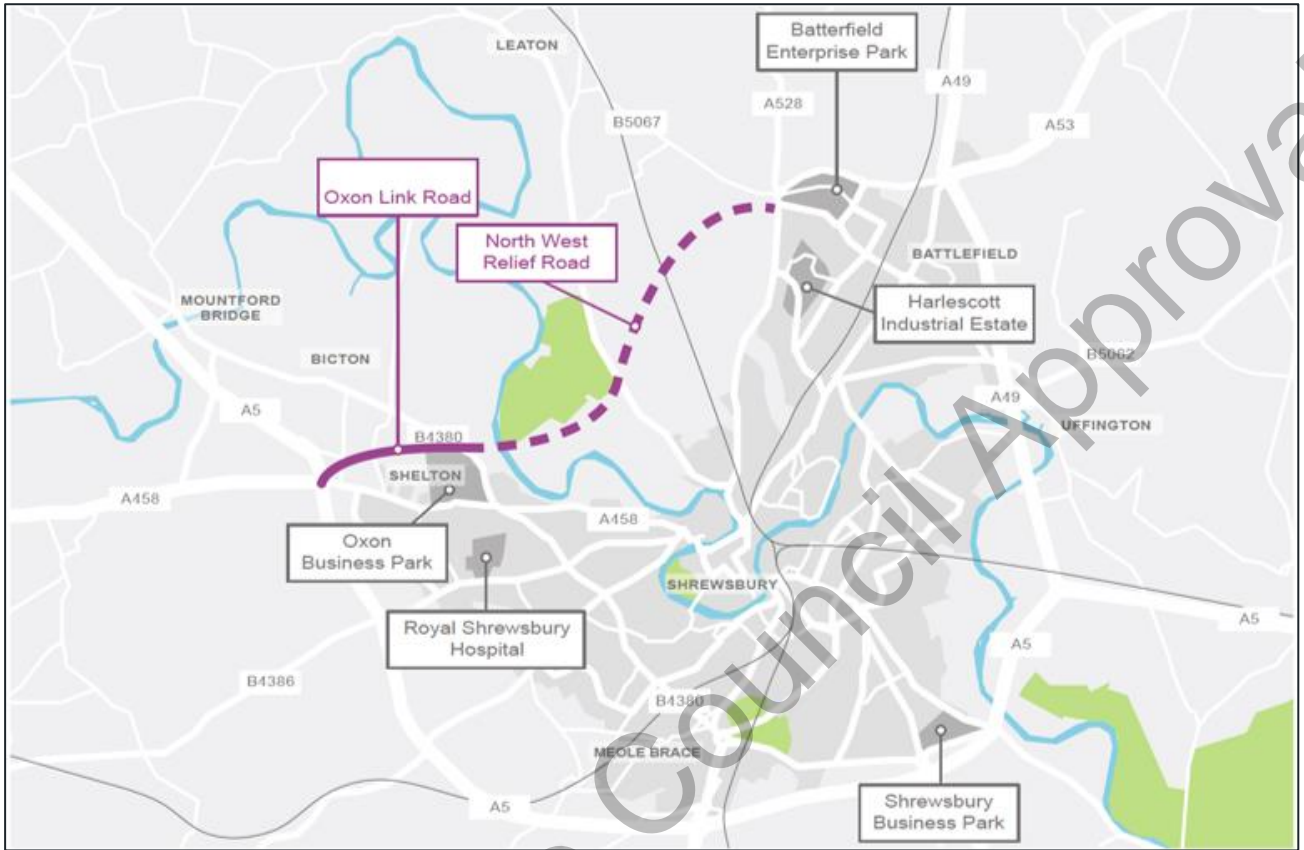 LEATON
Batterfield
Enterprise Park
A49
A528
B5067
A53
Oxon Link Road
North West
Relief Road
BATTLEFIELD
MOUNTFORD
BRIDGE
Harlescott
Industrial Estate
BICTON
B5062
A5
A49
UFFINGTON
B4380
SHELTON
A458
A458
Oxon
Business Park
SHREWSBURY
Royal Shrewsbury
Hospital
A5
A5
B4386
B4380
MEOLE BRACE
A5
Shrewsbury
Business Park
Council Approva